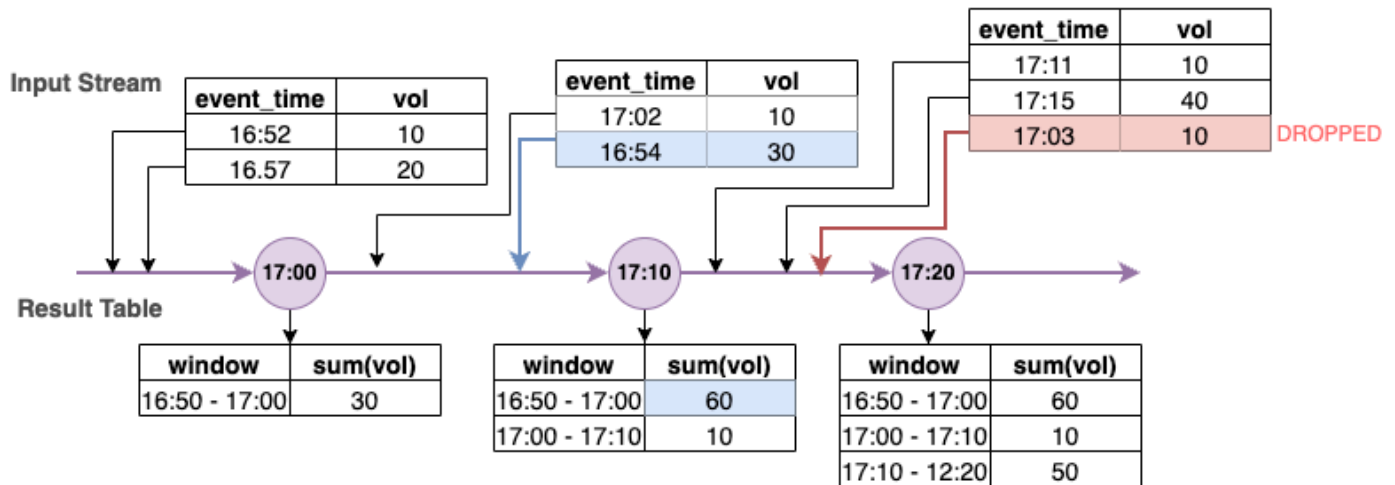 Input Stream
event_time vol
16:52 10
16.57 20
event_time vol
17:02 10
16:54 30
event_time vol
17:11 10
17:15 40
17:03 10 DROPPED
17:00 17:10 17:20
Result Table
window sum(vol)
16:50 - 17:00 30
window sum(vol)
16:50 - 17:00 60
17:00 - 17:10 10
window sum(vol)
16:50 - 17:00 60
17:00 - 17:10 10
17:10 - 12:20 50